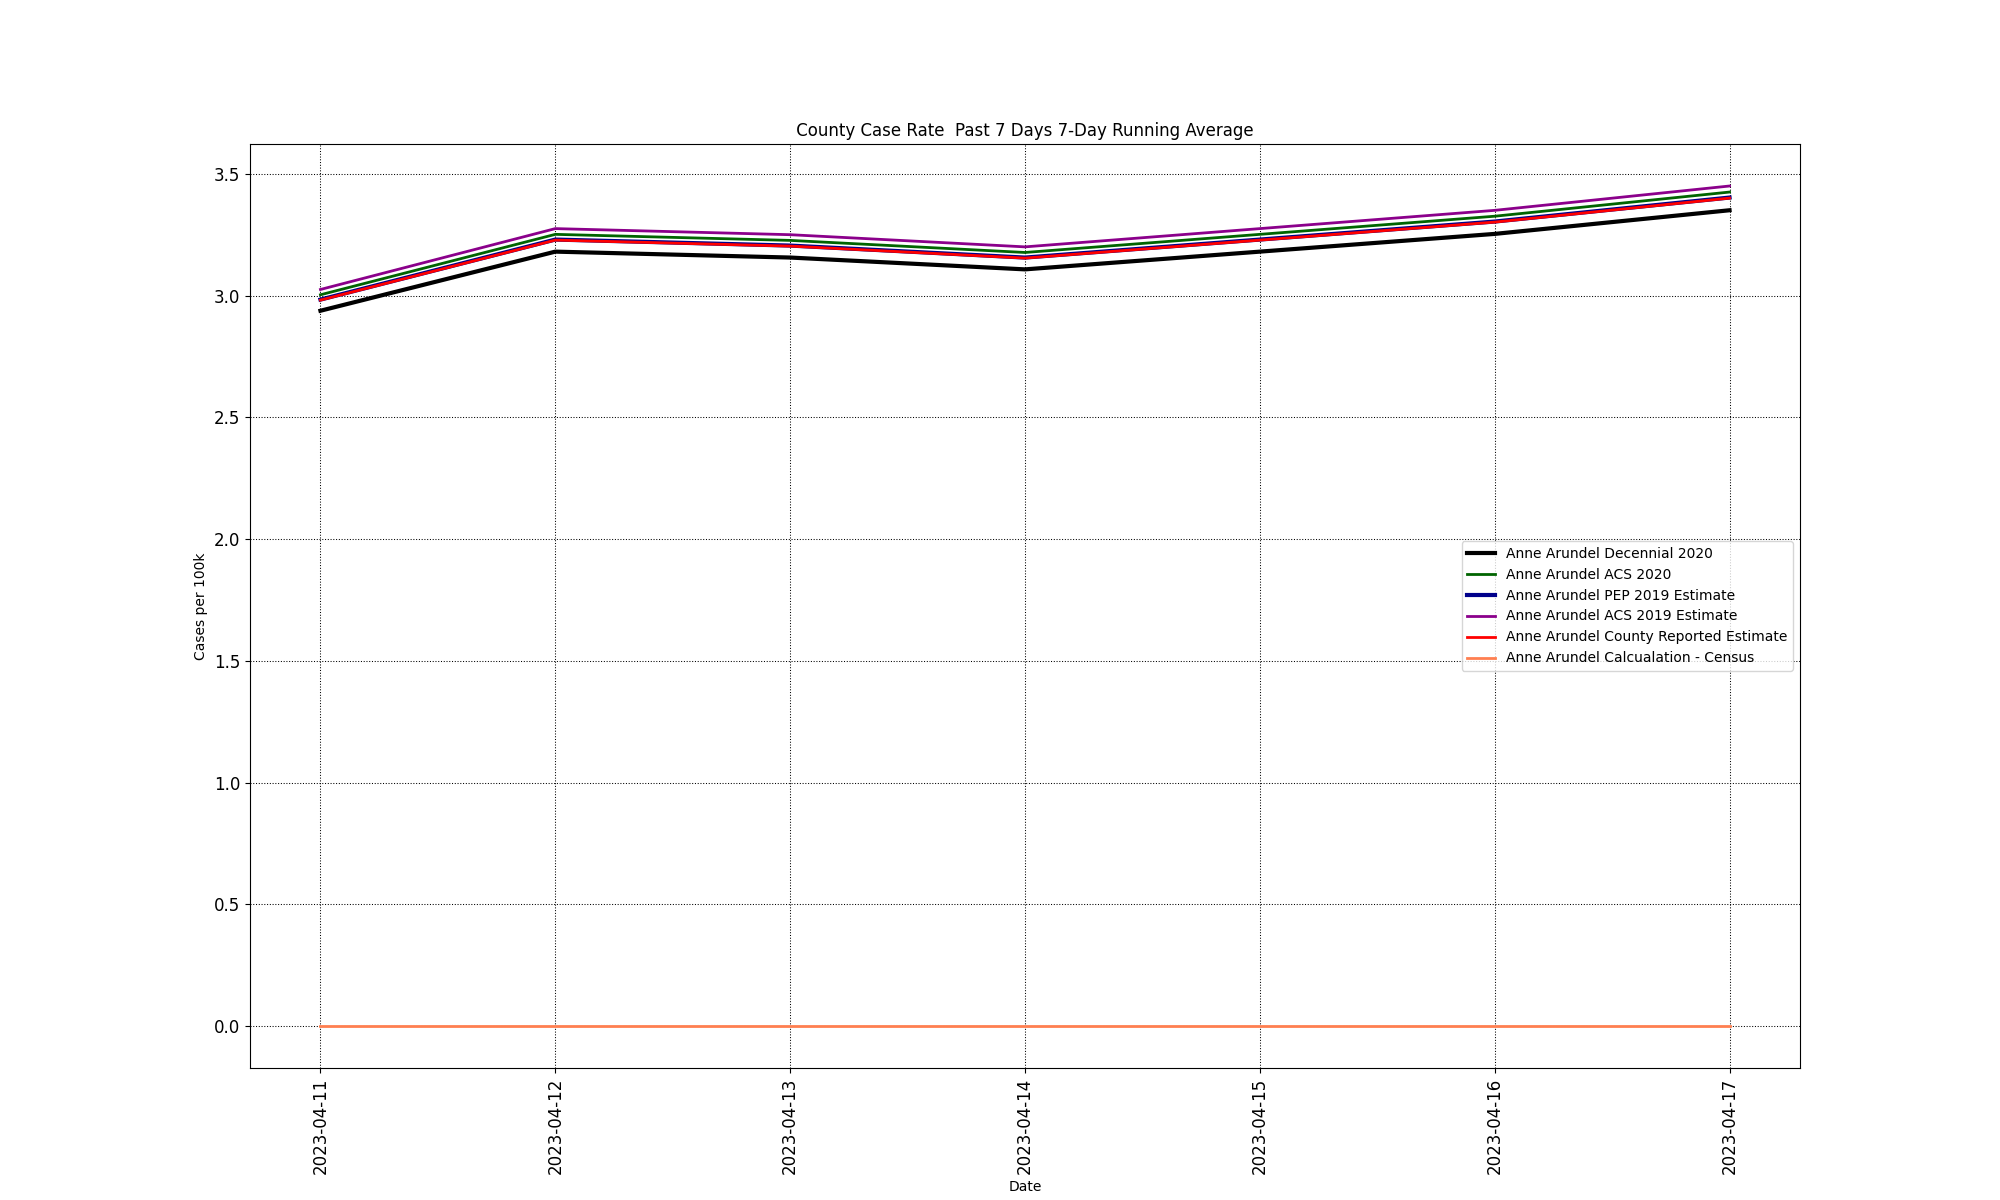 County Case Rate  Past 7 Days 7-Day Running Average
3.5
3.0
2.5
2.0
1.5
1.0
0.5
0.0
Cases per 100k
Anne Arundel Decennial 2020
Anne Arundel ACS 2020
Anne Arundel PEP 2019 Estimate
Anne Arundel ACS 2019 Estimate
Anne Arundel County Reported Estimate
Anne Arundel Calcualation - Census
2023-04-11
2023-04-12
2023-04-13
2023-04-14
2023-04-15
2023-04-16
2023-04-17
Date